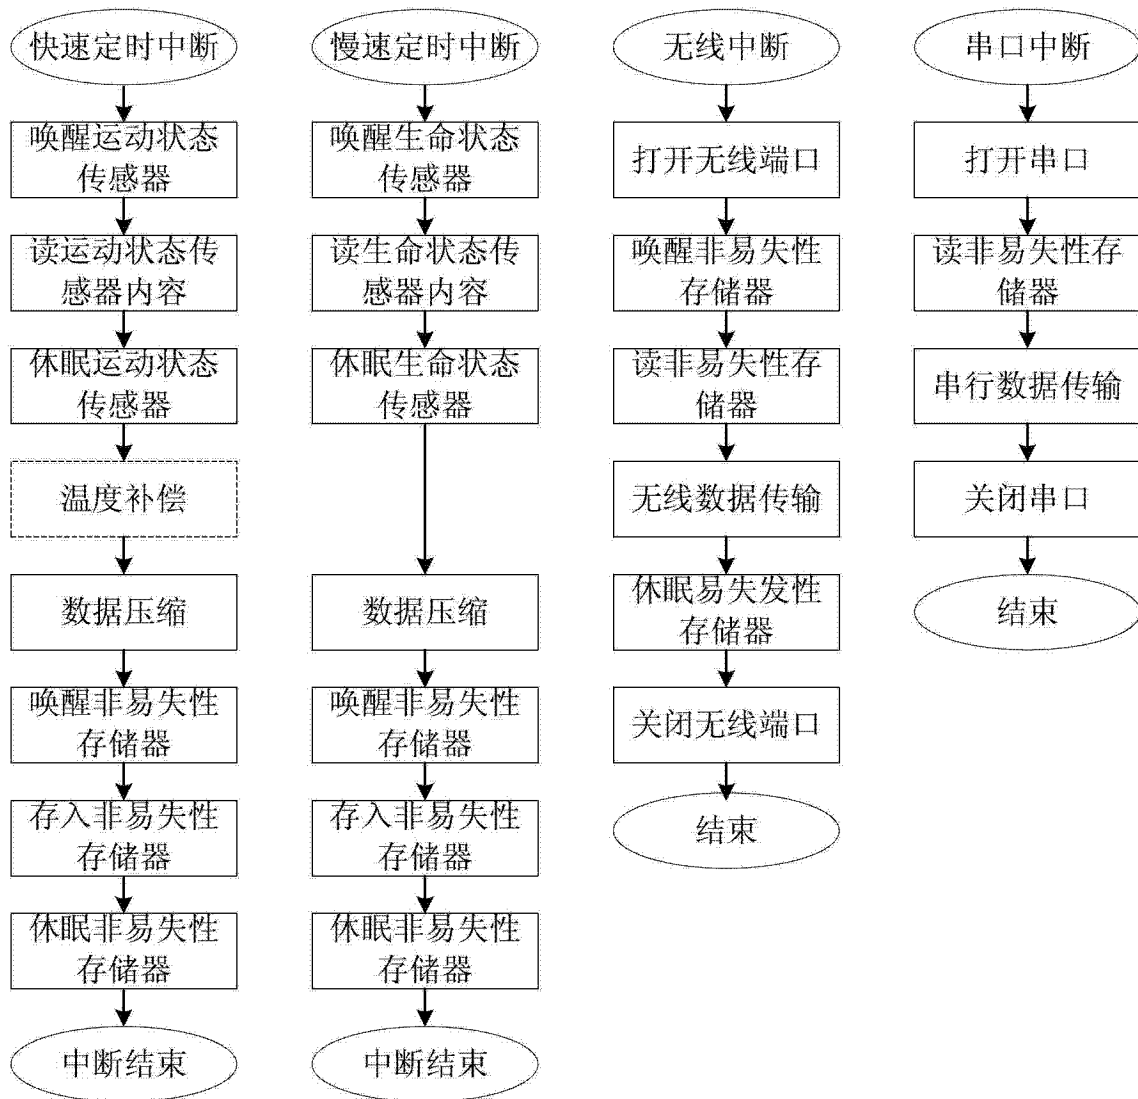 快速定时中断
唤醒运动状态
传感器
读运动状态传
感器内容
休眠运动状态
传感器
温度补偿
数据压缩
唤醒非易失性
存储器
存入非易失性
存储器
休眠非易失性
存储器
中断结束
慢速定时中断
唤醒生命状态
传感器
读生命状态传
感器内容
休眠生命状态
传感器
数据压缩
唤醒非易失性
存储器
存入非易失性
存储器
休眠非易失性
存储器
中断结束
无线中断
打开无线端口
唤醒非易失性
存储器
读非易失性存
储器
无线数据传输
休眠易失发性
存储器
关闭无线端口
结束
串口中断
打开串口
读非易失性存
储器
串行数据传输
关闭串口
结束